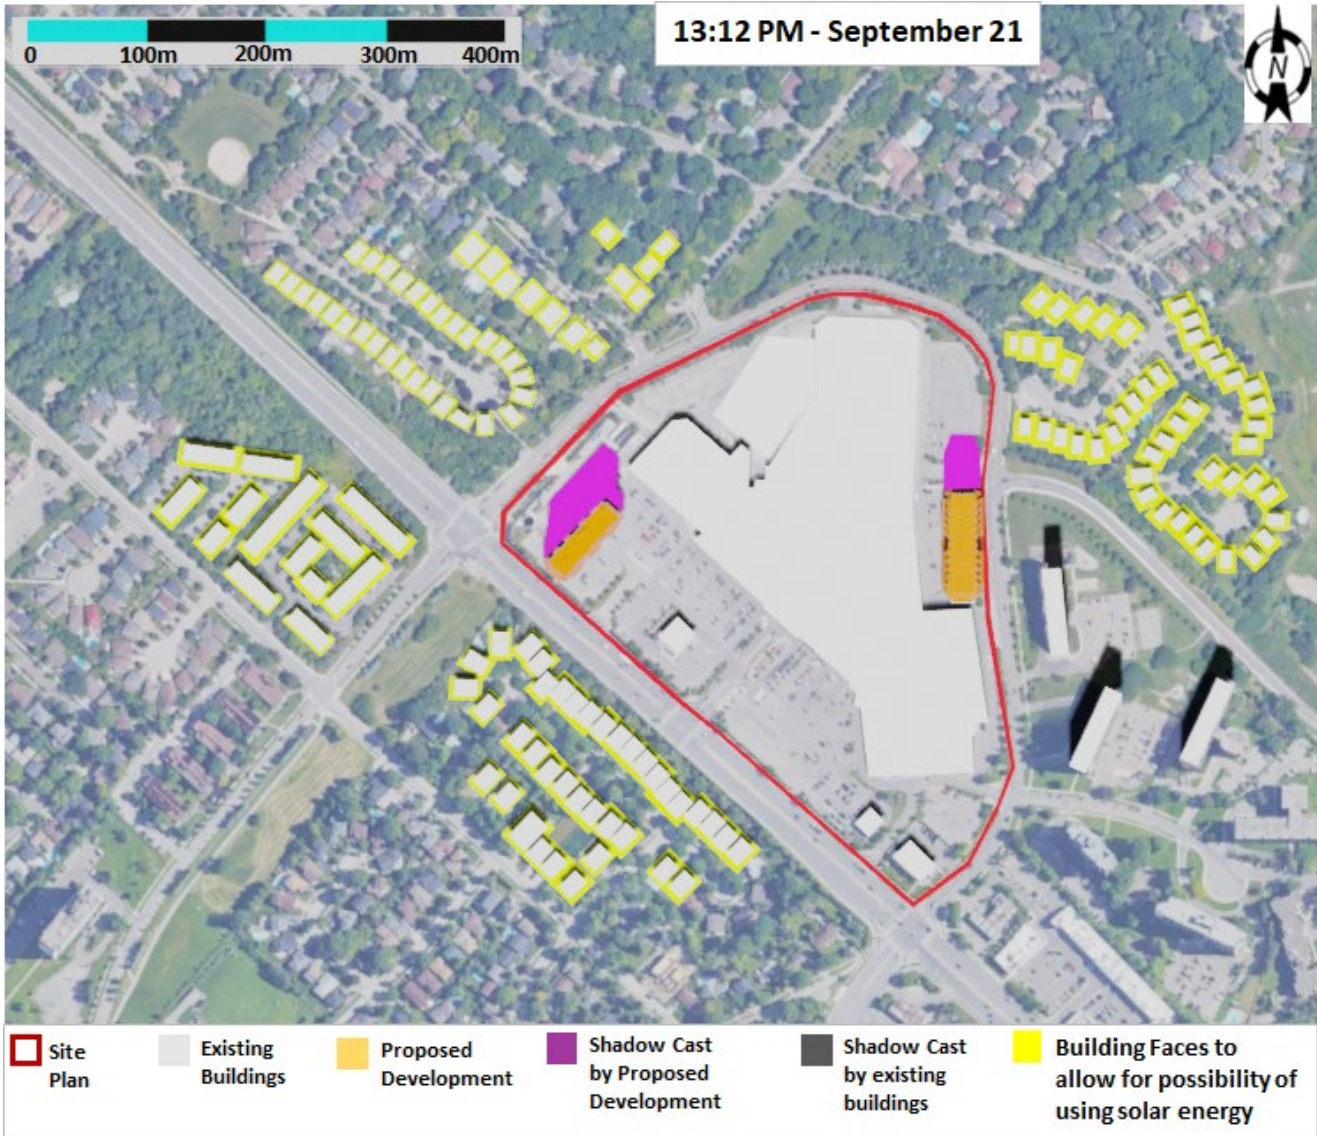 13:12 PM - September 21
N
0 100m 200m 300m 400m
Site
Plan
Existing
Buildings
Proposed
Development
Shadow Cast
by Proposed
Development
Shadow Cast
by existing
buildings
Building Faces to
allow for possibility of
using solar energy